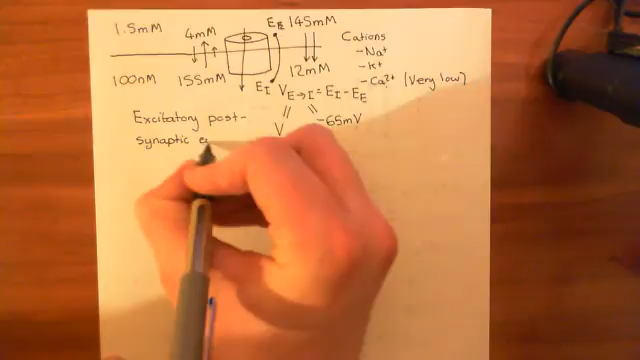 1.5mM
4mM
E_E 145mM
Cations
-Na⁺
-K⁺
-Ca²⁺ (Very low)
100nM
155mM
12mM
E_I
V_E→I = E_I - E_E
V
-65mV
Excitatory post-
synaptic